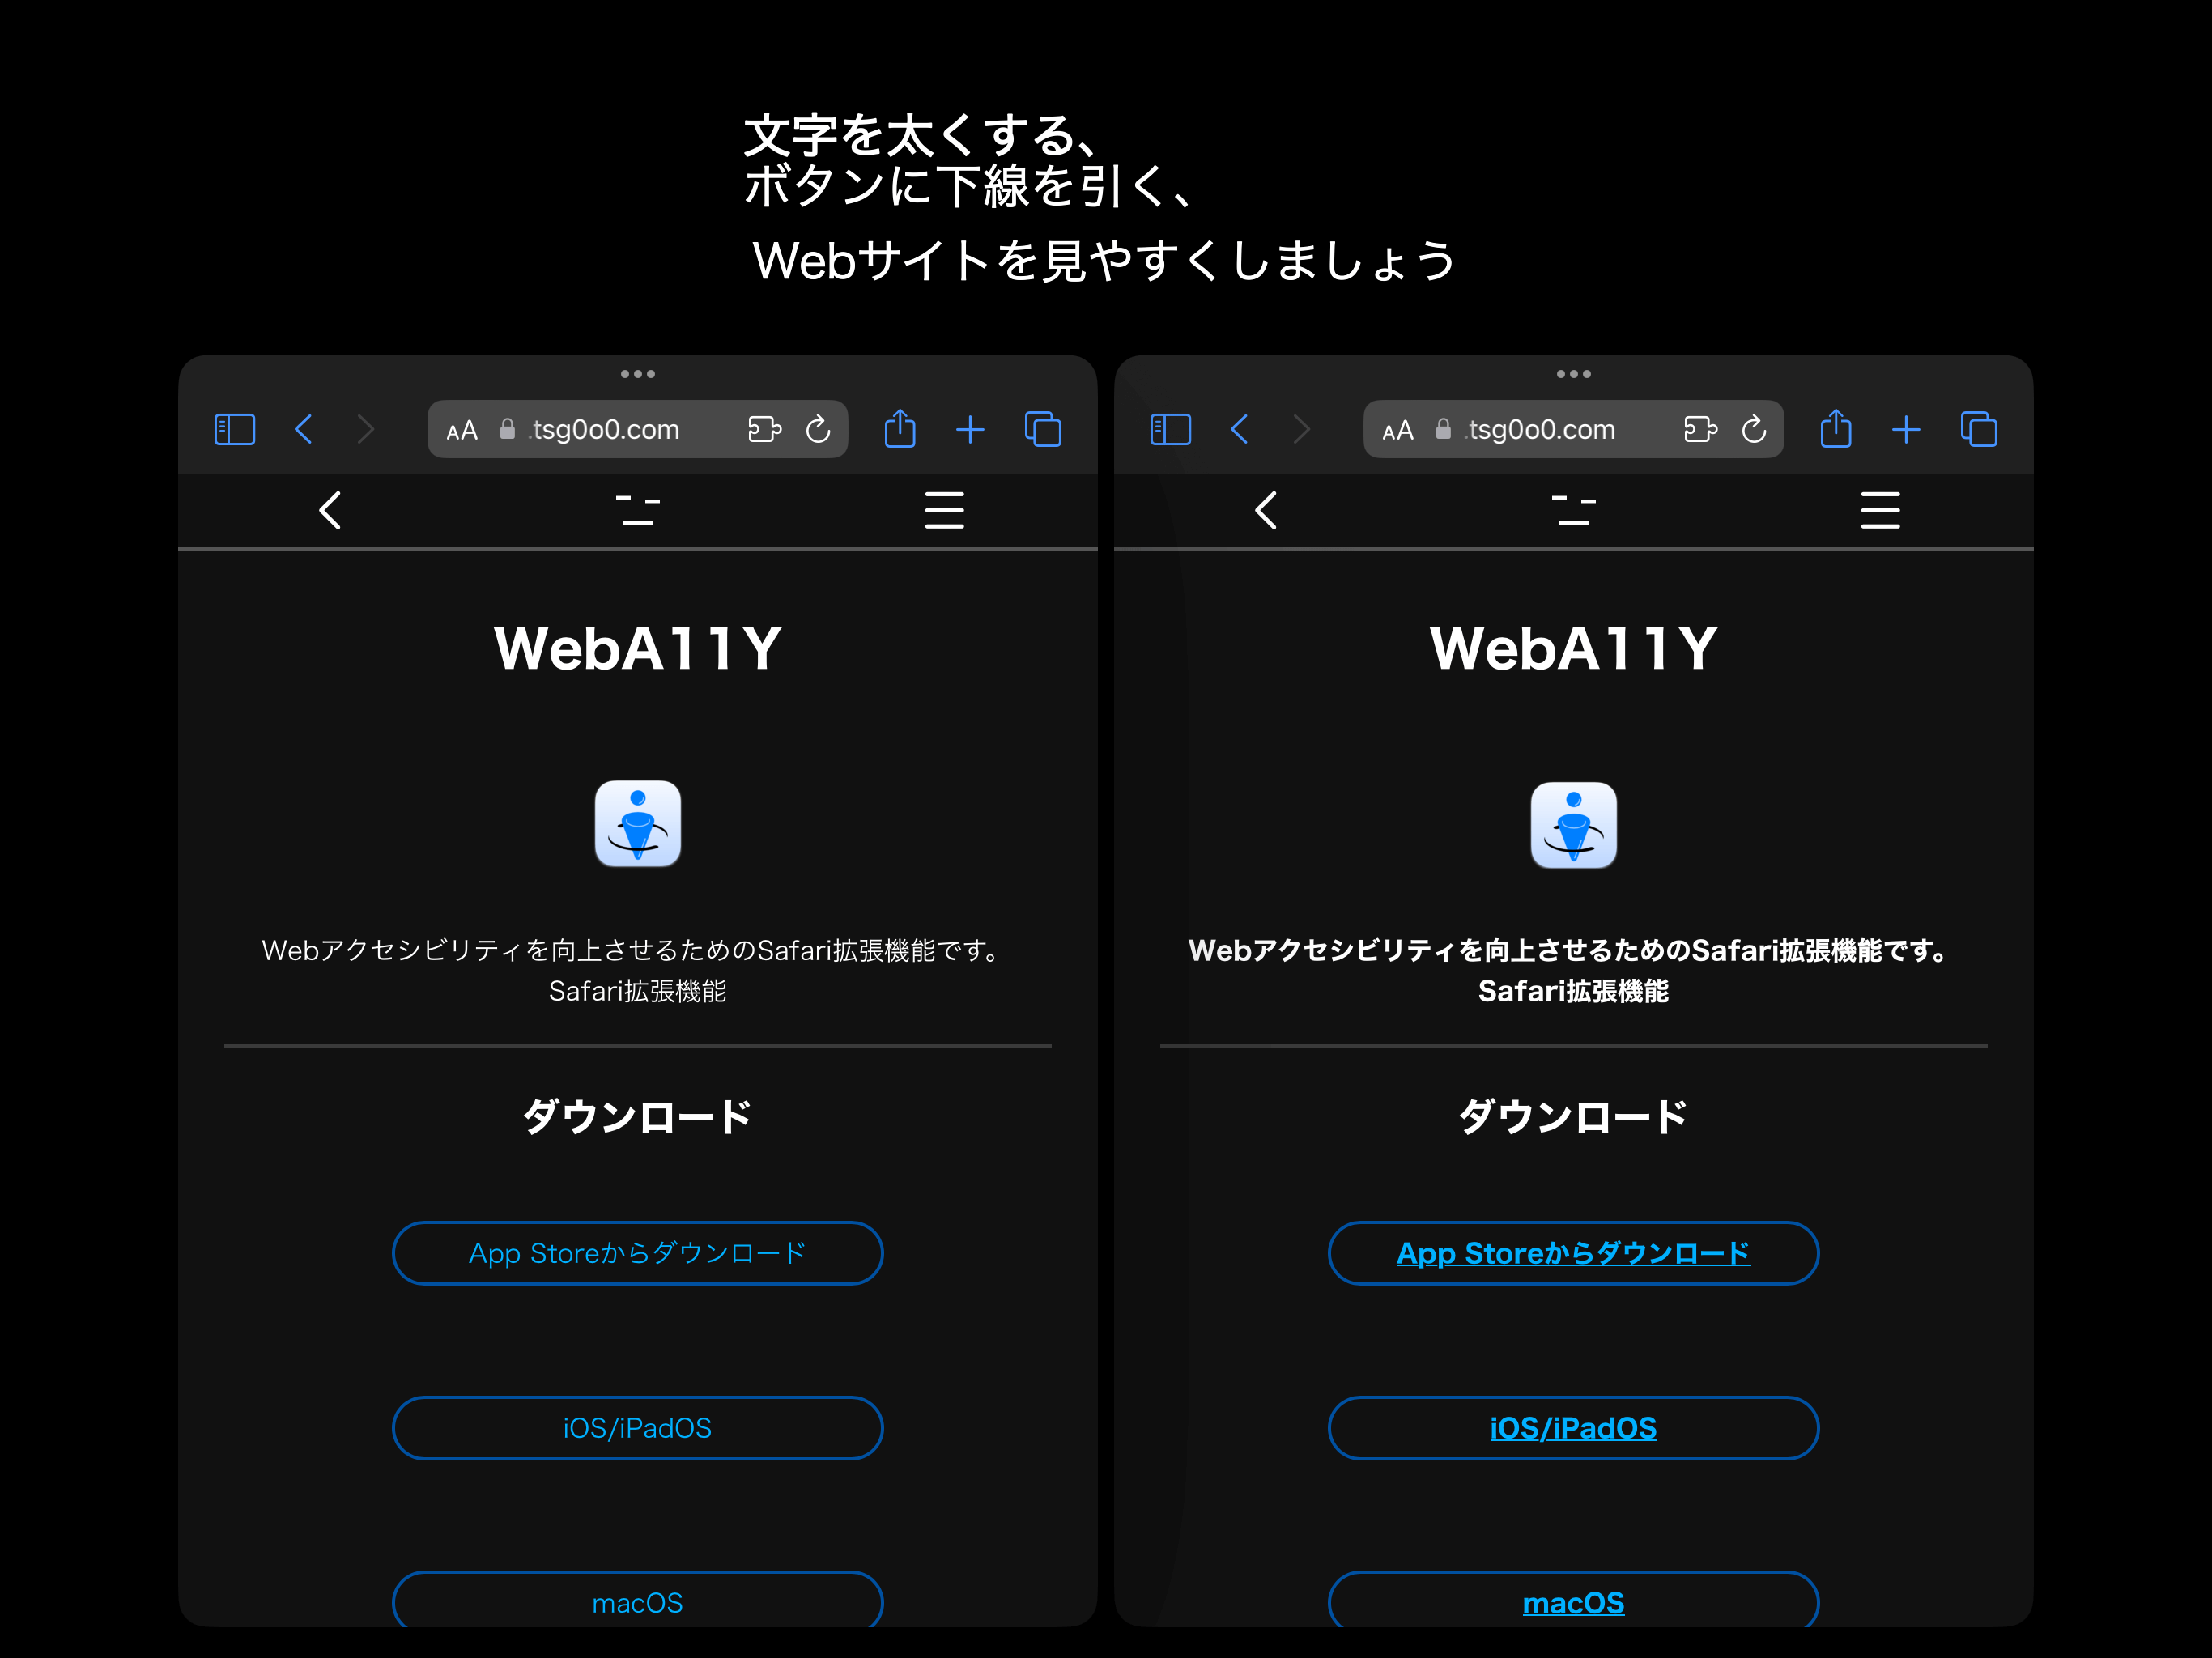 文字を太くする、
ボタンに下線を引く、
Webサイトを見やすくしましょう
AA .tsg0o0.com
WebA11Y
Webアクセシビリティを向上させるためのSafari拡張機能です。
Safari拡張機能
ダウンロード
App Storeからダウンロード
iOS/iPadOS
macOS
AA .tsg0o0.com
WebA11Y
Webアクセシビリティを向上させるためのSafari拡張機能です。
Safari拡張機能
ダウンロード
App Storeからダウンロード
iOS/iPadOS
macOS